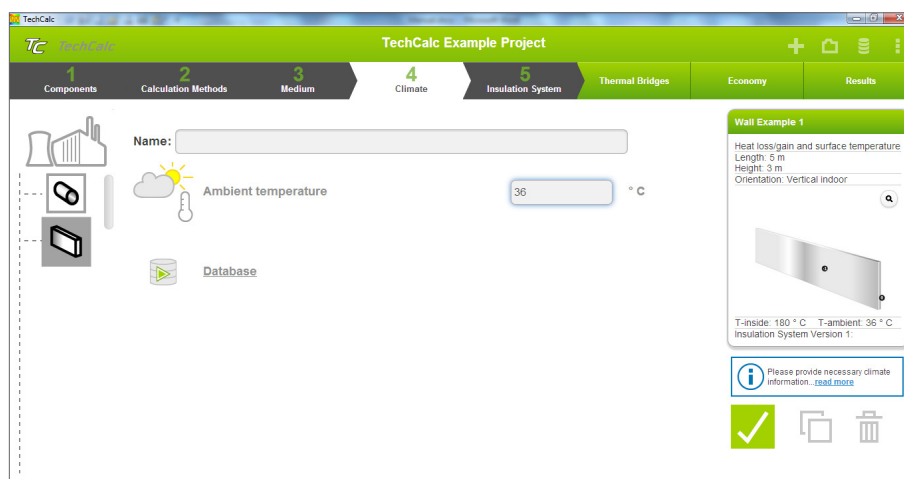 TechCalc
TC TechCalc
TechCalc Example Project
1
Components
2
Calculation Methods
3
Medium
4
Climate
5
Insulation System
Thermal Bridges
Economy
Results
Name:
Ambient temperature
36
° C
Database
Wall Example 1
Heat loss/gain and surface temperature
Length: 5 m
Height: 3 m
Orientation: Vertical indoor
T-inside: 180 ° C T-ambient: 36 ° C
Insulation System Version 1:
Please provide necessary climate
information...read more